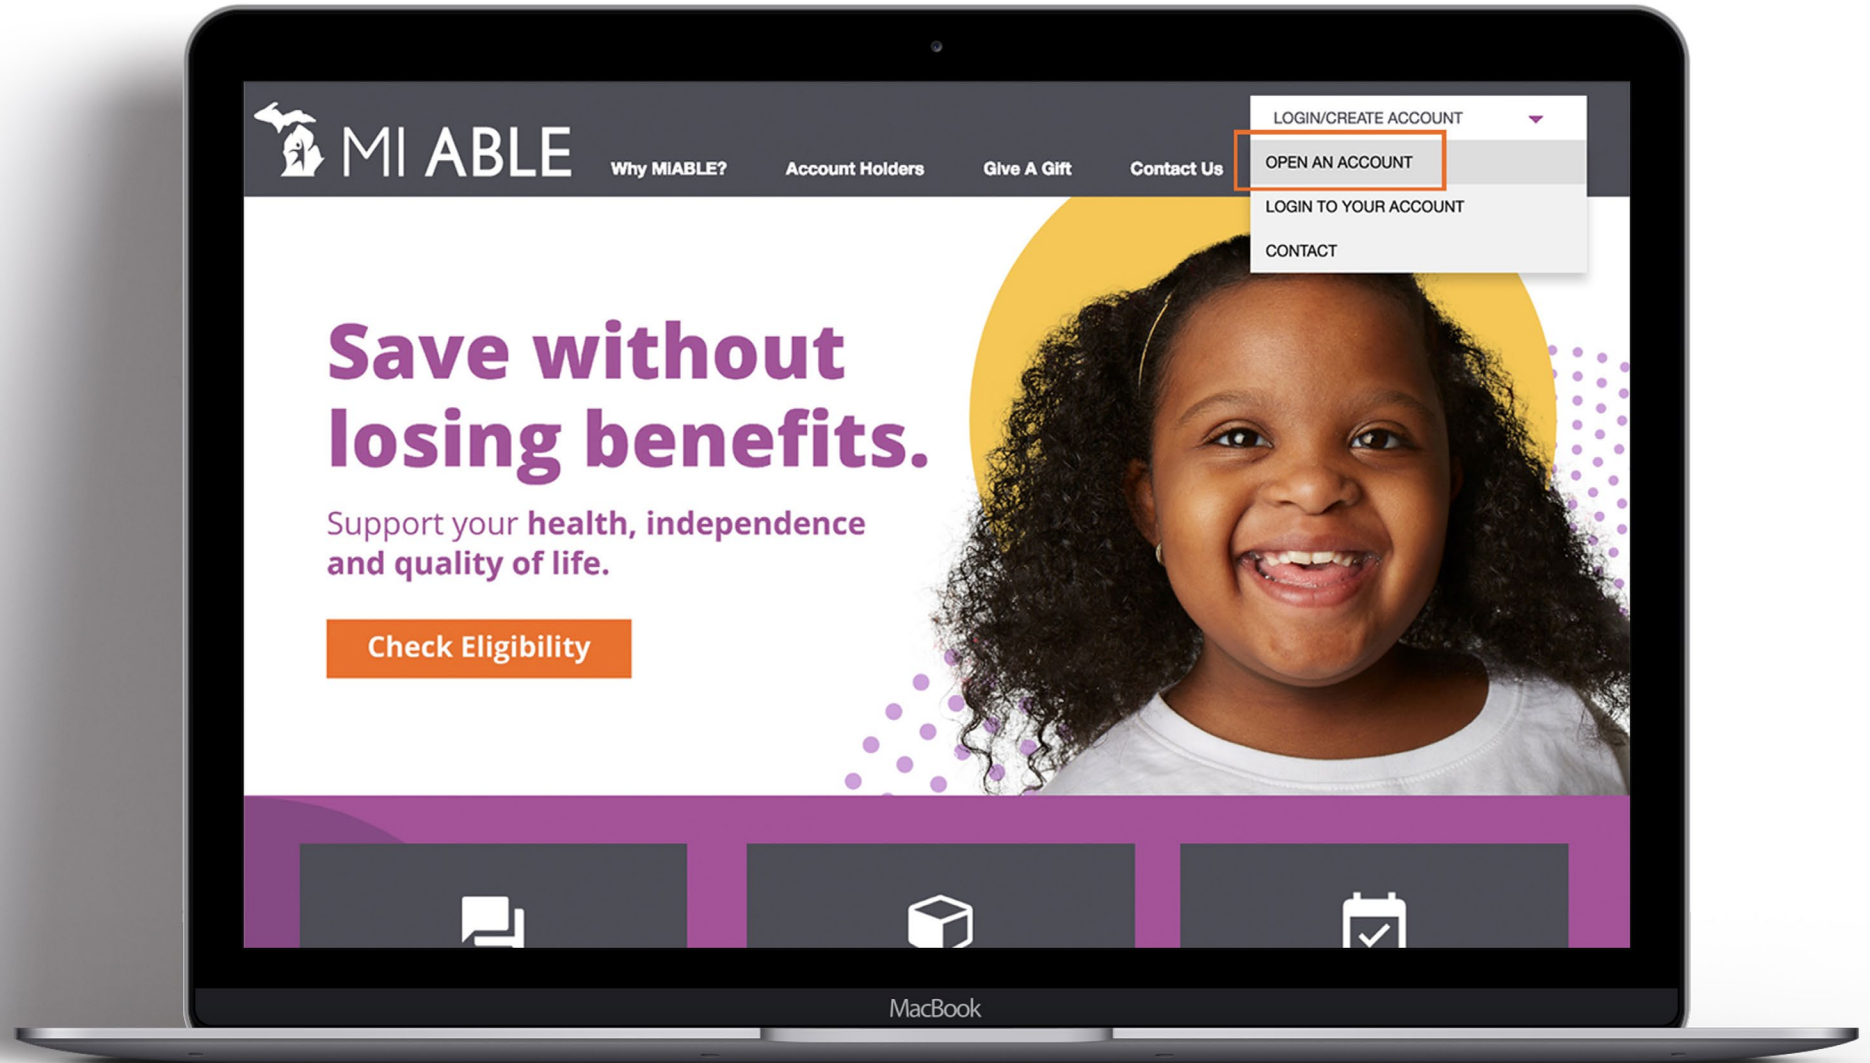 MI ABLE
Why MiABLE?
Account Holders
Give A Gift
Contact Us
LOGIN/CREATE ACCOUNT
OPEN AN ACCOUNT
LOGIN TO YOUR ACCOUNT
CONTACT
Save without
losing benefits.
Support your health, independence
and quality of life.
Check Eligibility
MacBook